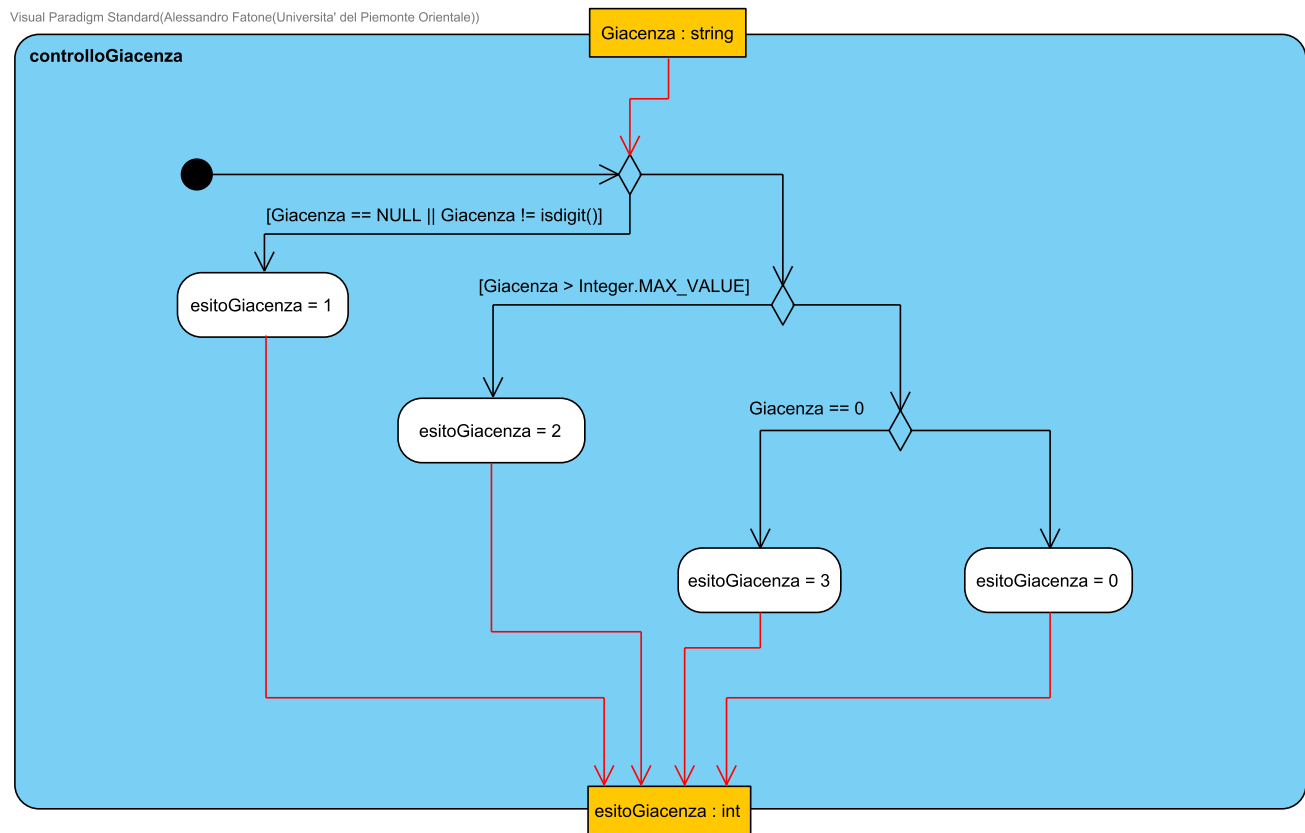 Visual Paradigm Standard(Alessandro Fatone(Universita' del Piemonte Orientale))
Giacenza : string
controlloGiacenza
[Giacenza == NULL || Giacenza != isdigit()]
[Giacenza > Integer.MAX_VALUE]
esitoGiacenza = 1
Giacenza == 0
esitoGiacenza = 2
esitoGiacenza = 3
esitoGiacenza = 0
esitoGiacenza : int